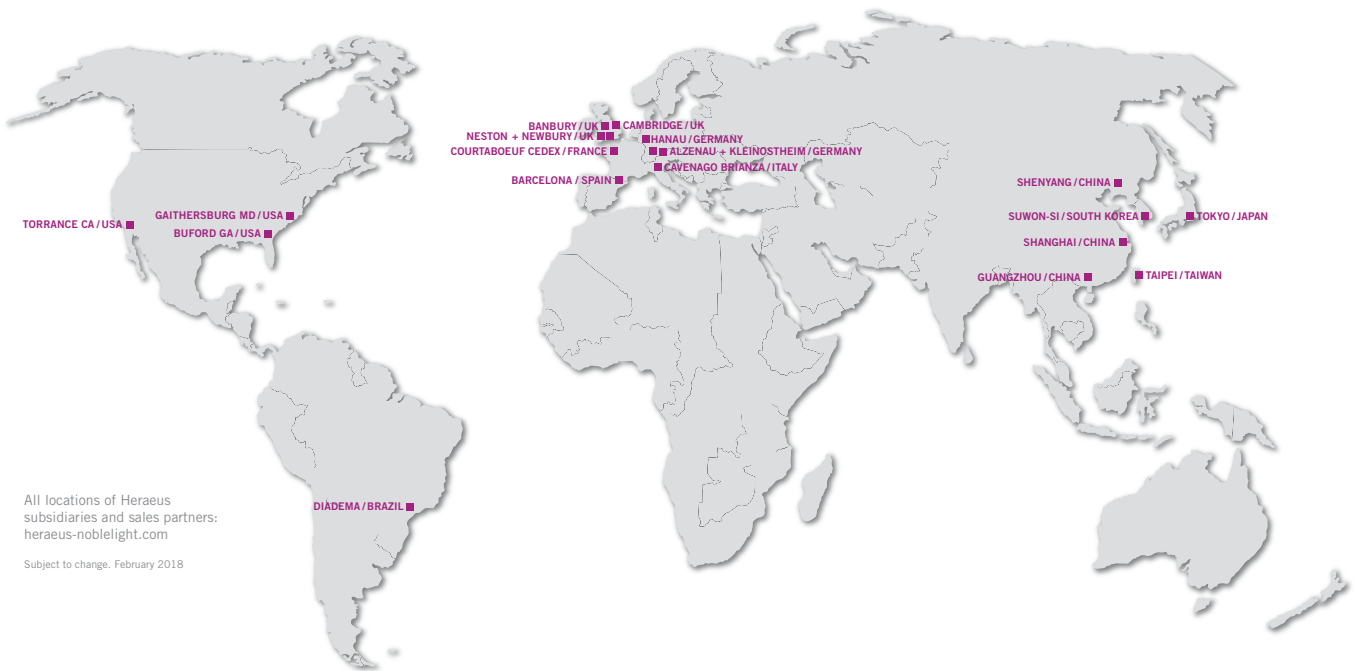 BANBURY/UK
CAMBRIDGE/UK
NESTON + NEWBURY/UK
HANAU/GERMANY
COURTABOEUF CEDEX/FRANCE
ALZENAU + KLEINOSTHEIM/GERMANY
CAVENAGO BRIANZA/ITALY
BARCELONA / SPAIN
SHENYANG/CHINA
TORRANCE CA/USA
GAITHERSBURG MD/USA
BUFORD GA/USA
SUWON-SI/SOUTH KOREA
TOKYO/JAPAN
SHANGHAI/CHINA
GUANGZHOU/CHINA
TAIPEI/TAIWAN
DIADEMA/BRAZIL
All locations of Heraeus
subsidiaries and sales partners:
heraeus-noblelight.com
Subject to change. February 2018